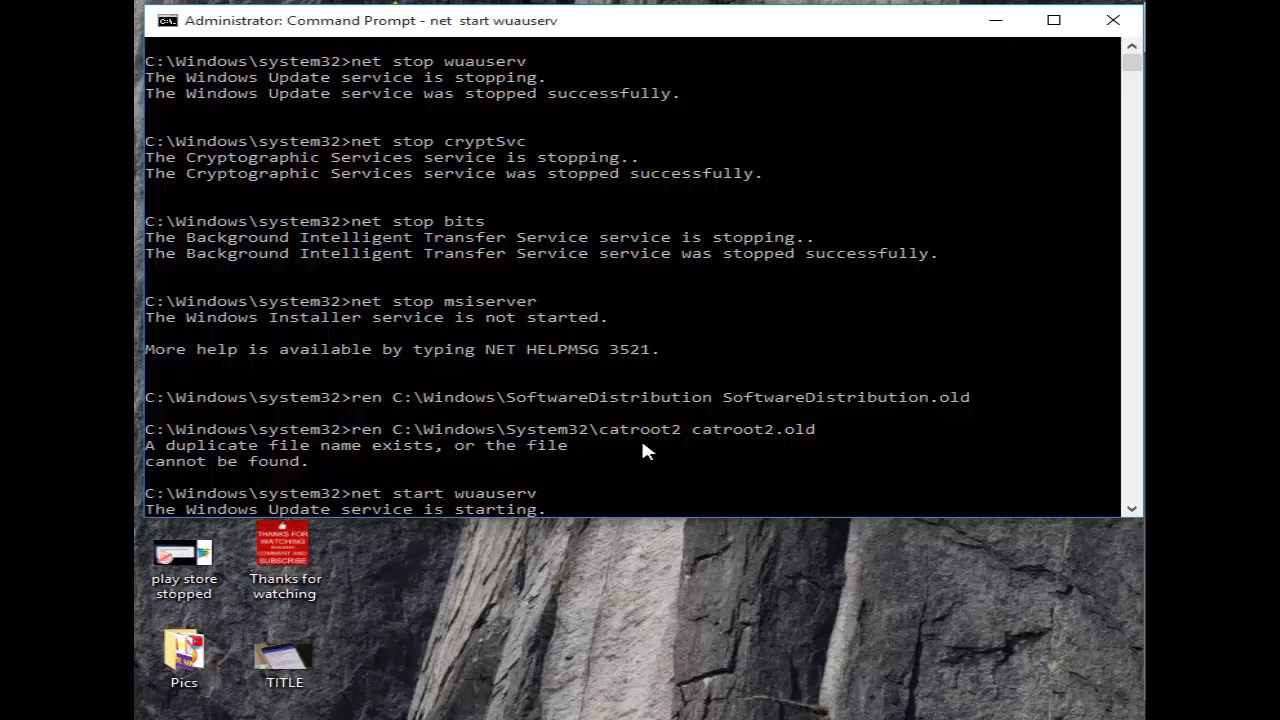 Administrator: Command Prompt - net  start wuauserv
C:\Windows\system32>net stop wuauserv
The Windows Update service is stopping.
The Windows Update service was stopped successfully.
C:\Windows\system32>net stop cryptSvc
The Cryptographic Services service is stopping..
The Cryptographic Services service was stopped successfully.
C:\Windows\system32>net stop bits
The Background Intelligent Transfer Service service is stopping..
The Background Intelligent Transfer Service service was stopped successfully.
C:\Windows\system32>net stop msiserver
The Windows Installer service is not started.
More help is available by typing NET HELPMSG 3521.
C:\Windows\system32>ren C:\Windows\SoftwareDistribution SoftwareDistribution.old
C:\Windows\system32>ren C:\Windows\System32\catroot2 catroot2.old
A duplicate file name exists, or the file
cannot be found.
C:\Windows\system32>net start wuauserv
The Windows Update service is starting.
THANKS FOR
WATCHING
COMMENT AND
SUBSCRIBE
play store
stopped
Thanks for
watching
Pics
TITLE